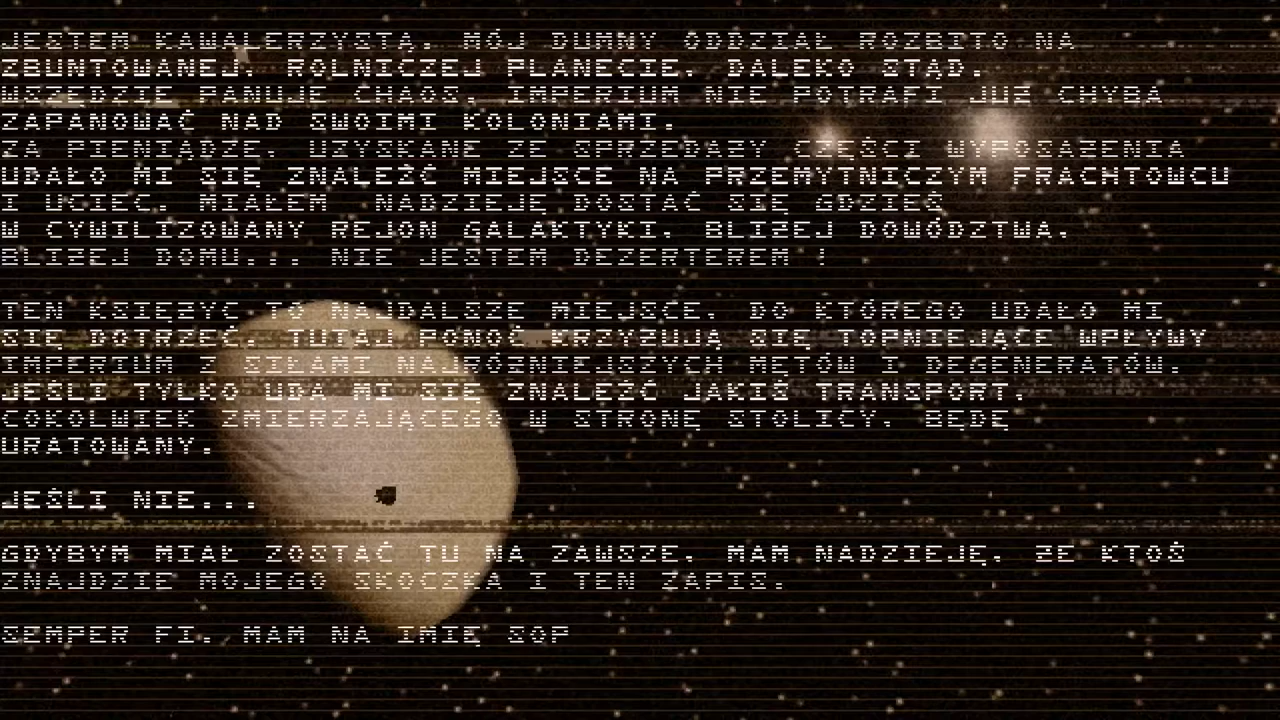 JESTEM KAWALERZYSTĄ. MÓJ DUMNY ODDZIAŁ ROZBITO NA
ZBUNTOWANEJ, ROLNICZEJ PLANECIE, DALEKO STĄD.
WSZĘDZIE PANUJE CHAOS, IMPERIUM NIE POTRAFI JUŻ CHYBA
ZAPANOWAĆ NAD SWOIMI KOLONIAMI.
ZA PIENIĄDZE, UZYSKANE ZE SPRZEDAŻY CZĘŚCI WYPOSAŻENIA
UDAŁO MI SIĘ ZNALEŹĆ MIEJSCE NA PRZEMYTNICZYM FRACHTOWCU
I UCIEC. MIAŁEM NADZIEJĘ DOSTAĆ SIĘ GDZIEŚ
W CYWILIZOWANY REJON GALAKTYKI, BLIŻEJ DOWÓDZTWA,
BLIŻEJ DOMU... NIE JESTEM DEZERTEREM !
TEN KSIĘŻYC TO NAJDALSZE MIEJSCE, DO KTÓREGO UDAŁO MI
SIĘ DOTRZEĆ. TUTAJ PONOĆ KRZYŻUJĄ SIĘ TOPNIEJĄCE WPŁYWY
IMPERIUM Z SIŁAMI NAJRÓŻNIEJSZYCH MĘTÓW I DEGENERATÓW.
JEŚLI TYLKO UDA MI SIĘ ZNALEŹĆ JAKIŚ TRANSPORT,
COKOLWIEK ZMIERZAJĄCEGO W STRONĘ STOLICY, BĘDĘ
URATOWANY.
JEŚLI NIE...
GDYBYM MIAŁ ZOSTAĆ TU NA ZAWSZE, MAM NADZIEJĘ, ŻE KTOŚ
ZNAJDZIE MOJEGO SKOCZKA I TEN ZAPIS.
SEMPER FI, MAM NA IMIĘ SOP